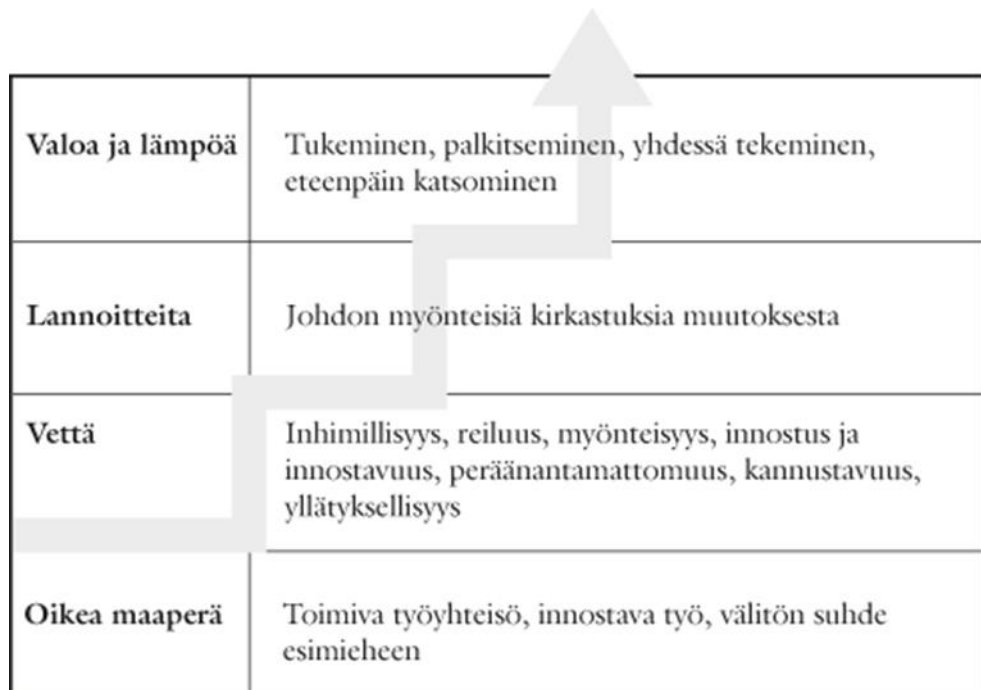 Valoa ja lämpöä
Tukeminen, palkitseminen, yhdessä tekeminen,
eteenpäin katsominen
Lannoitteita
Johdon myönteisiä kirkastuksia muutoksesta
Vettä
Inhimillisyys, reiluus, myönteisyys, innostus ja
innostavuus, peräänantamattomuus, kannustavuus,
yllätyksellisyys
Oikea maaperä
Toimiva työyhteisö, innostava työ, välitön suhde
esimieheen